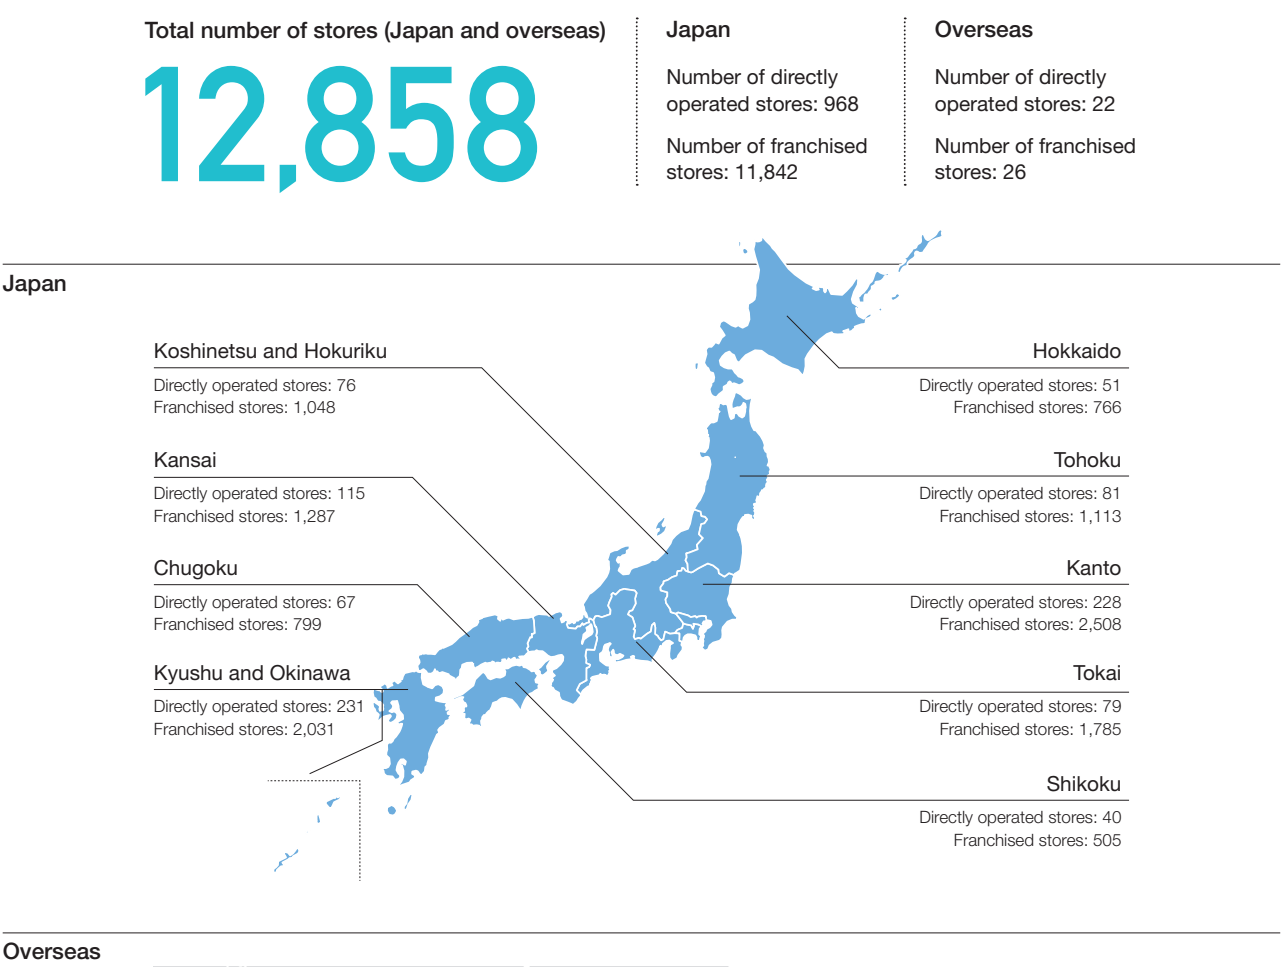 Total number of stores (Japan and overseas)
12,858
Japan
Number of directly
operated stores: 968
Number of franchised
stores: 11,842
Overseas
Number of directly
operated stores: 22
Number of franchised
stores: 26
Japan
Koshinetsu and Hokuriku
Directly operated stores: 76
Franchised stores: 1,048
Kansai
Directly operated stores: 115
Franchised stores: 1,287
Chugoku
Directly operated stores: 67
Franchised stores: 799
Kyushu and Okinawa
Directly operated stores: 231
Franchised stores: 2,031
Hokkaido
Directly operated stores: 51
Franchised stores: 766
Tohoku
Directly operated stores: 81
Franchised stores: 1,113
Kanto
Directly operated stores: 228
Franchised stores: 2,508
Tokai
Directly operated stores: 79
Franchised stores: 1,785
Shikoku
Directly operated stores: 40
Franchised stores: 505
Overseas